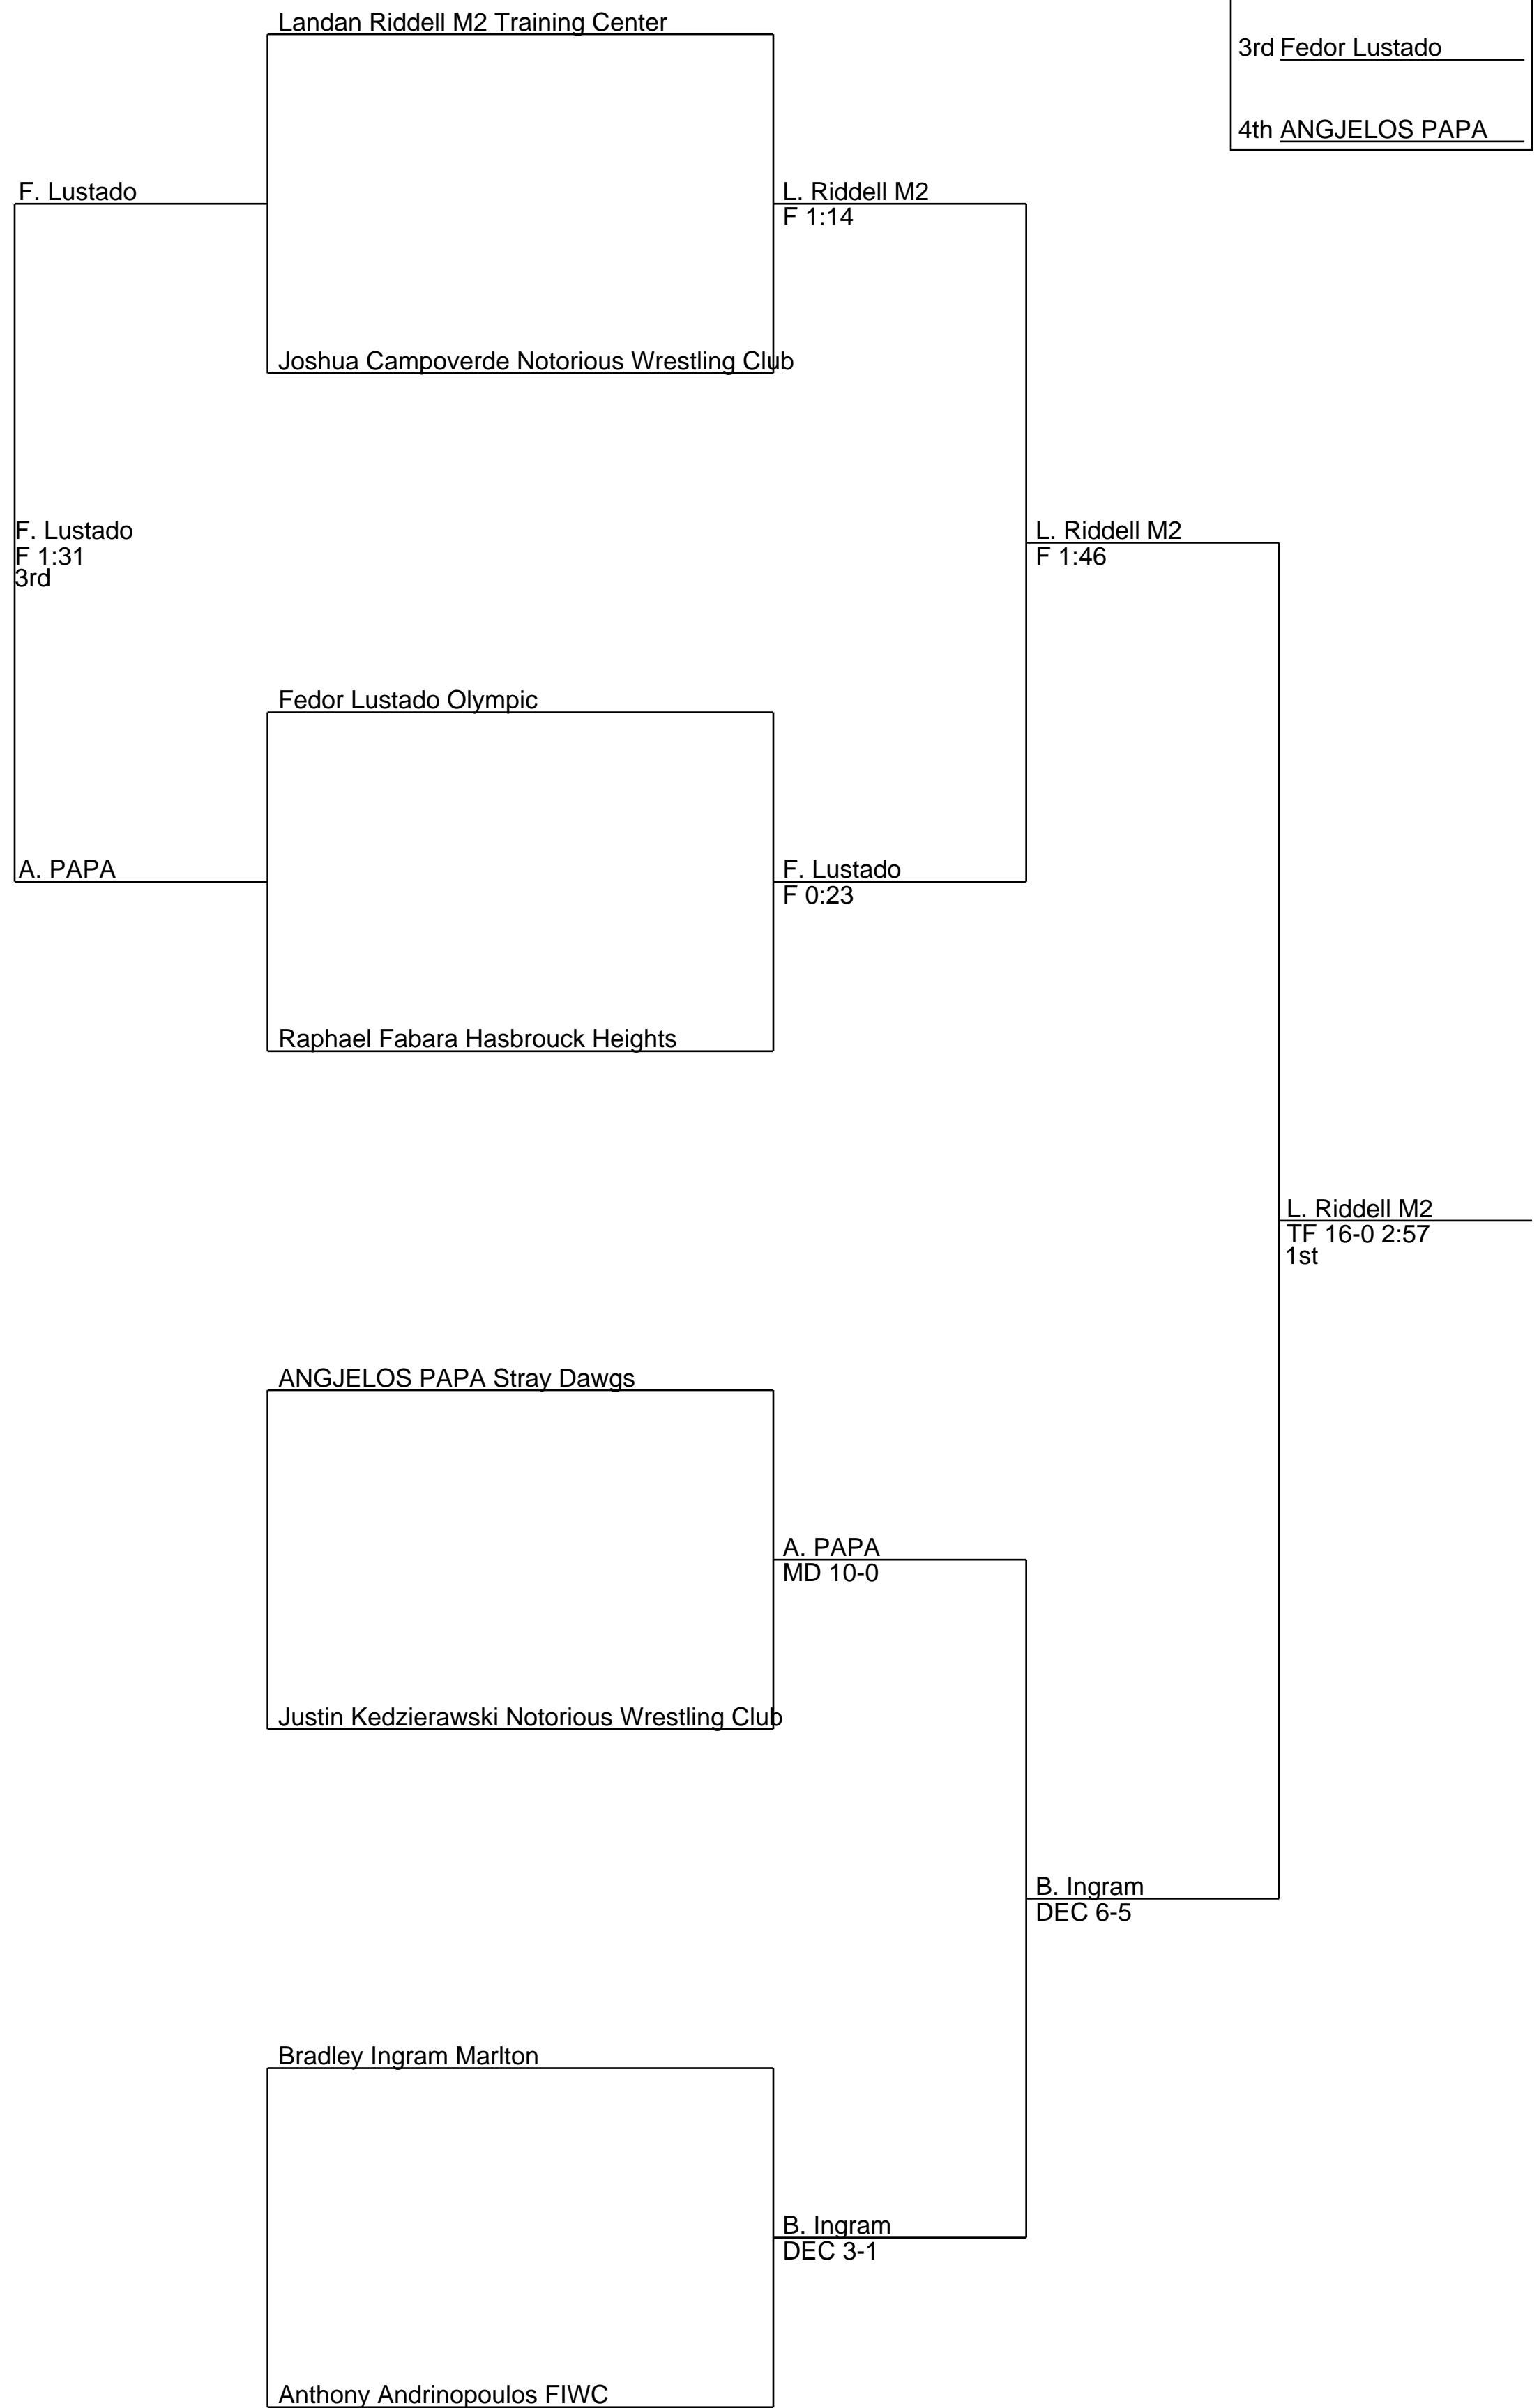 Landan Riddell M2 Training Center
3rd Fedor Lustado
4th ANGJELOS PAPA
F. Lustado
L. Riddell M2
F 1:14
Joshua Campoverde Notorious Wrestling Club
F. Lustado
F 1:31
3rd
L. Riddell M2
F 1:46
Fedor Lustado Olympic
A. PAPA
F. Lustado
F 0:23
Raphael Fabara Hasbrouck Heights
L. Riddell M2
TF 16-0 2:57
1st
ANGJELOS PAPA Stray Dawgs
A. PAPA
MD 10-0
Justin Kedzierawski Notorious Wrestling Club
B. Ingram
DEC 6-5
Bradley Ingram Marlton
B. Ingram
DEC 3-1
Anthony Andrinopoulos FIWC